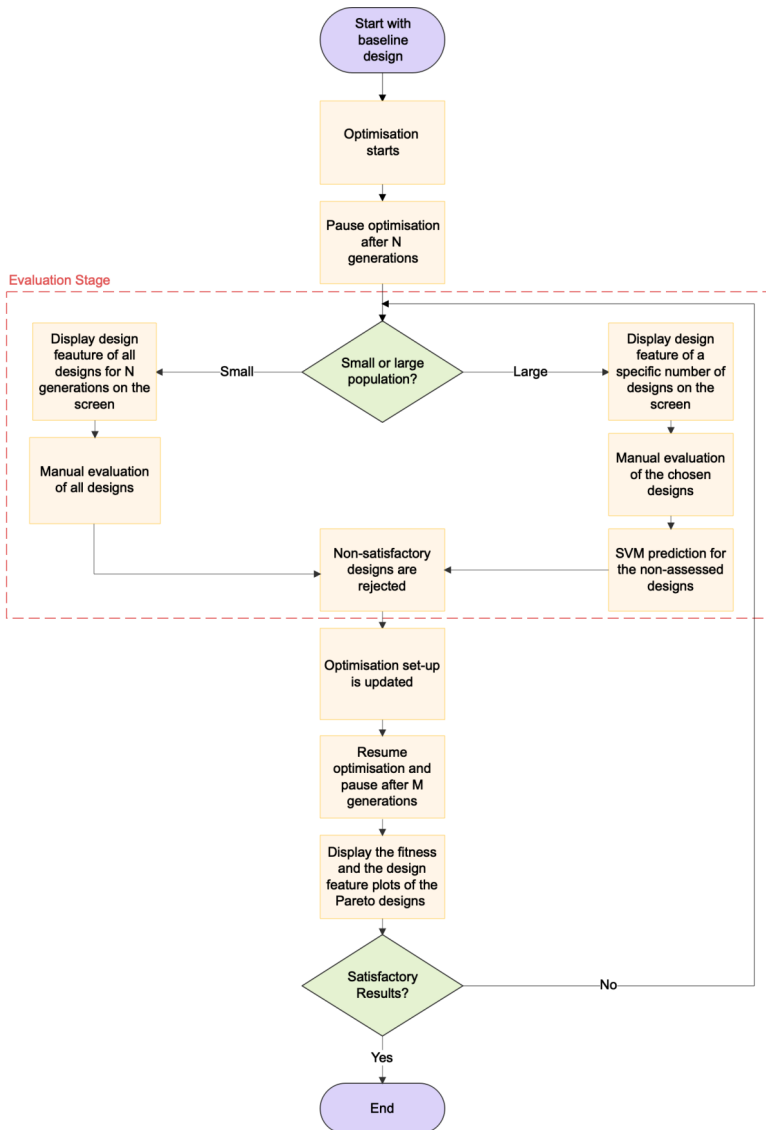 Start with
baseline
design
Optimisation
starts
Pause optimisation
after N
generations
Evaluation Stage
Display design
feauture of all
designs for N
generations on the
screen
Small
Small or large
population?
Large
Display design
feature of a
specific number of
designs on the
screen
Manual evaluation
of all designs
Manual evaluation
of the chosen
designs
Non-satisfactory
designs are
rejected
SVM prediction for
the non-assessed
designs
Optimisation set-up
is updated
Resume
optimisation and
pause after M
generations
Display the fitness
and the design
feature plots of the
Pareto designs
Satisfactory
Results?
No
Yes
End